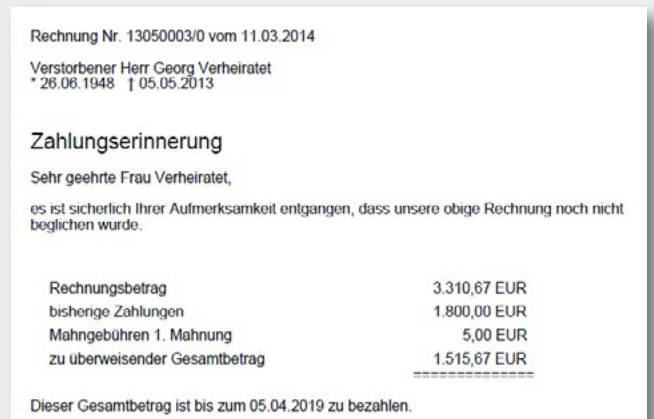 Rechnung Nr. 13050003/0 vom 11.03.2014
Verstorbener Herr Georg Verheiratet
* 26.06.1948 † 05.05.2013
Zahlungserinnerung
Sehr geehrte Frau Verheiratet,
es ist sicherlich Ihrer Aufmerksamkeit entgangen, dass unsere obige Rechnung noch nicht
beglichen wurde.
Rechnungsbetrag 3.310,67 EUR
bisherige Zahlungen 1.800,00 EUR
Mahngebühren 1. Mahnung 5,00 EUR
zu überweisender Gesamtbetrag 1.515,67 EUR
==============
Dieser Gesamtbetrag ist bis zum 05.04.2019 zu bezahlen.